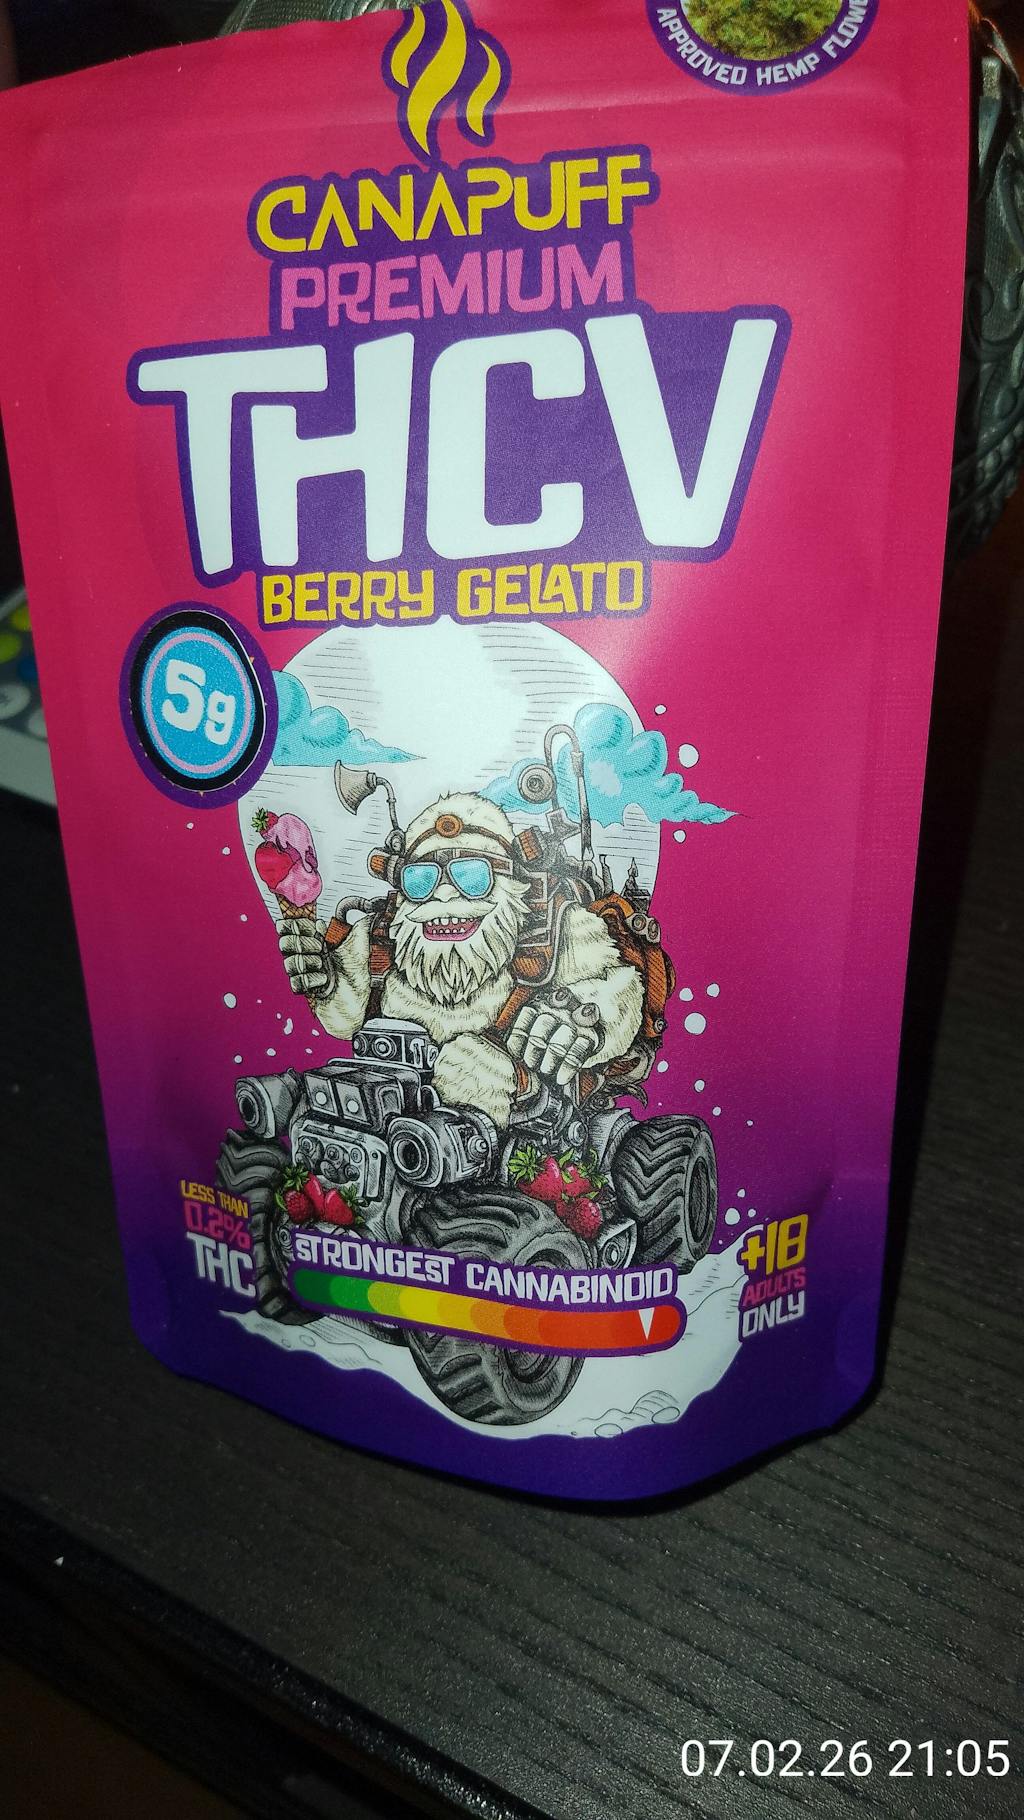 APPROVED HEMP FLOWE
CANAPUFF
PREMIUM
THCV
BERRY GELATO
5g
LESS THAN
0.2%
THC
STRONGEST CANNABINOID
+18
ADULTS
ONLY
07.02.26 21:05